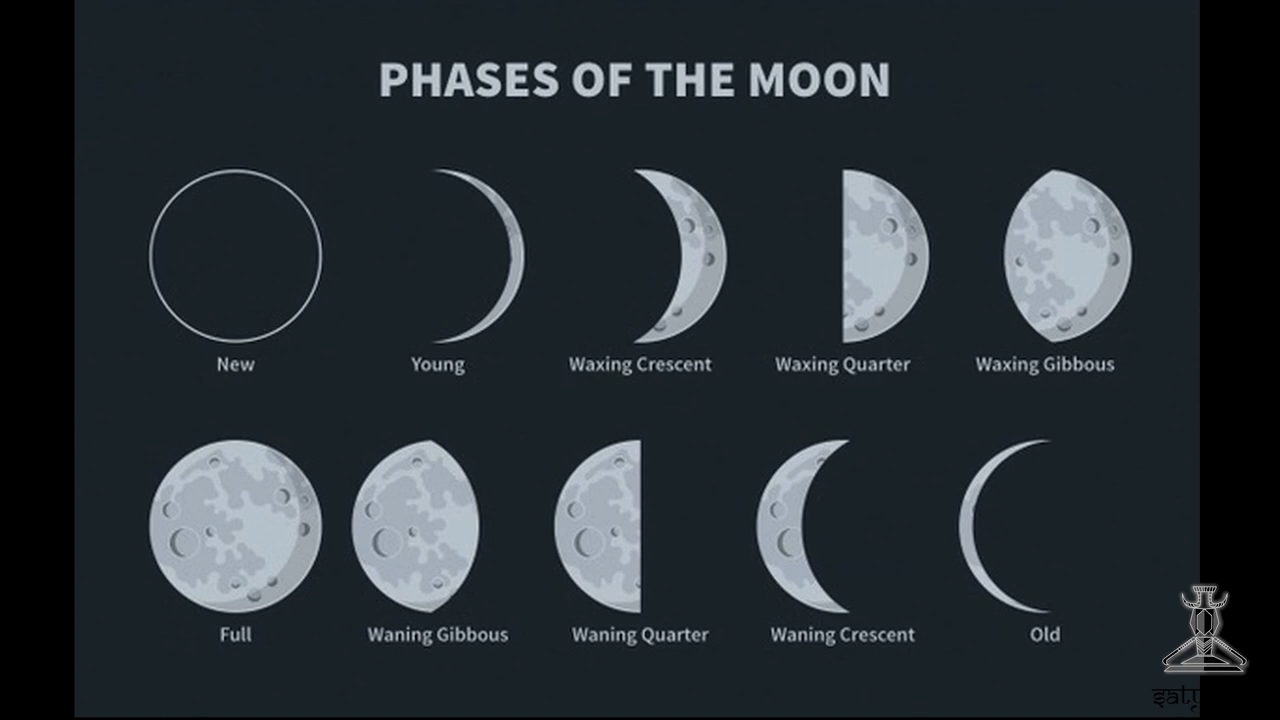 PHASES OF THE MOON
New Young Waxing Crescent Waxing Quarter Waxing Gibbous
Full Waning Gibbous Waning Quarter Waning Crescent Old